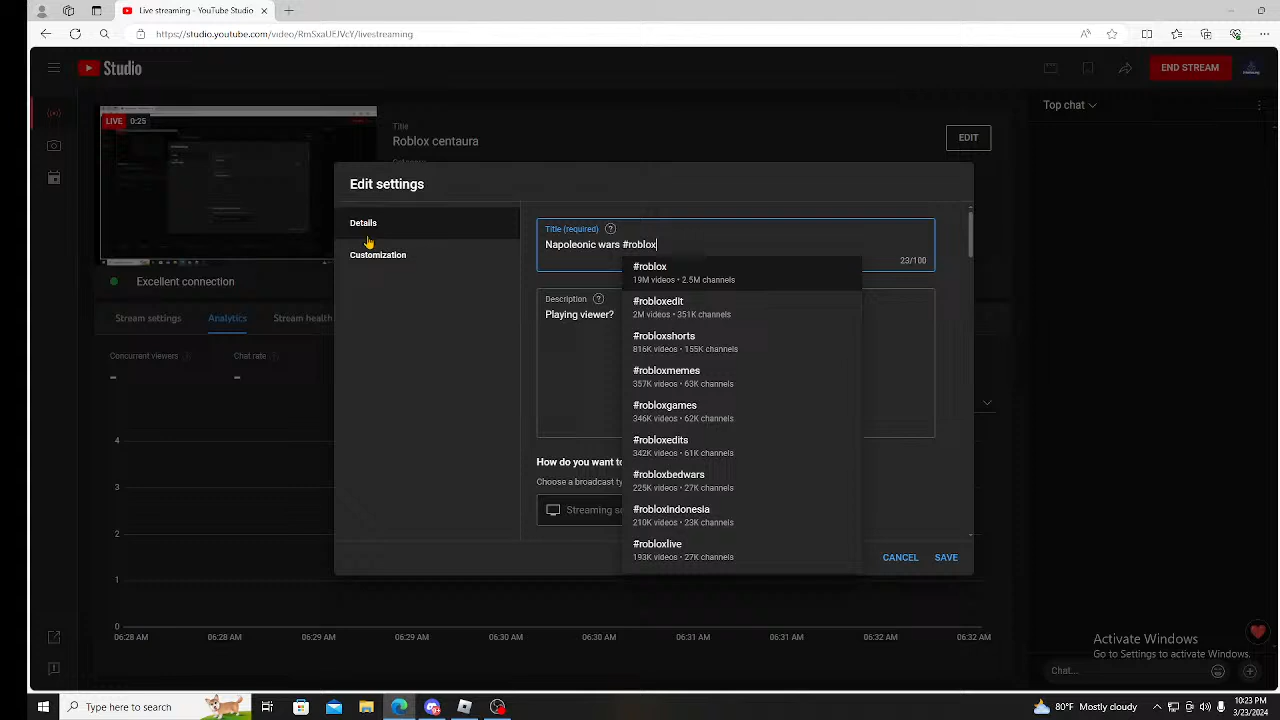 Live streaming - YouTube Studio
https://studio.youtube.com/video/RmSxaUEJVcY/livestreaming
Studio
END STREAM
LIVE 0:25
Title
Roblox centaura
EDIT
Top chat
Edit settings
Details
Customization
Title (required)
Napoleonic wars #roblox
23/100
#roblox
19M videos • 2.5M channels
#robloxedit
2M videos • 351K channels
#robloxshorts
816K videos • 155K channels
#robloxmemes
357K videos • 63K channels
#robloxgames
346K videos • 62K channels
#robloxedits
342K videos • 61K channels
#robloxbedwars
225K videos • 27K channels
#robloxindonesia
210K videos • 23K channels
#robloxlive
193K videos • 27K channels
Description
Playing viewer?
How do you want to
Choose a broadcast ty
Streaming so
CANCEL
SAVE
Excellent connection
Stream settings
Analytics
Stream health
Concurrent viewers
Chat rate
4
3
2
1
0
06:28 AM
06:28 AM
06:29 AM
06:29 AM
06:30 AM
06:30 AM
06:31 AM
06:31 AM
06:32 AM
06:32 AM
Activate Windows
Go to Settings to activate Windows.
Chat...
Type here to search
80°F Mostly cloudy
10:23 PM
3/23/2024